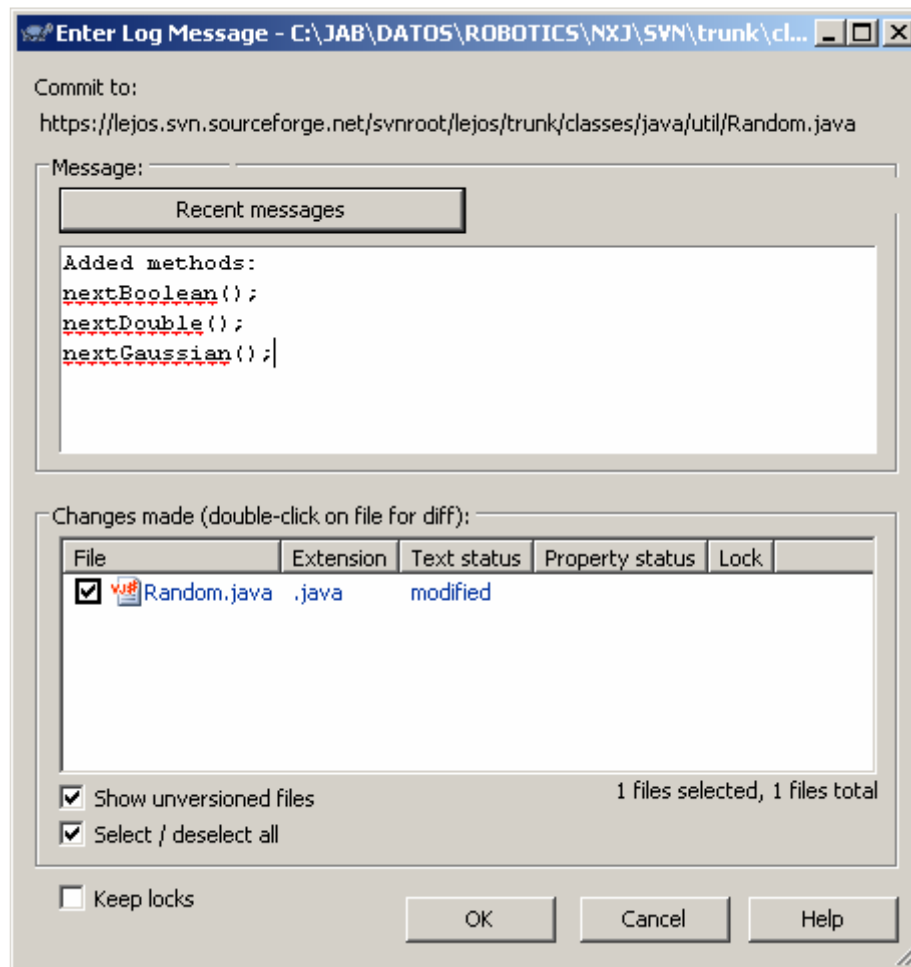 Enter Log Message - C:\JAB\DATOS\ROBOTICS\NXJ\SVN\trunk\cl...
Commit to:
https://lejos.svn.sourceforge.net/svnroot/lejos/trunk/classes/java/util/Random.java
Message:
Recent messages
Added methods:
nextBoolean();
nextDouble();
nextGaussian();
Changes made (double-click on file for diff):
File Extension Text status Property status Lock
Random.java .java modified
Show unversioned files 1 files selected, 1 files total
Select / deselect all
Keep locks
OK Cancel Help